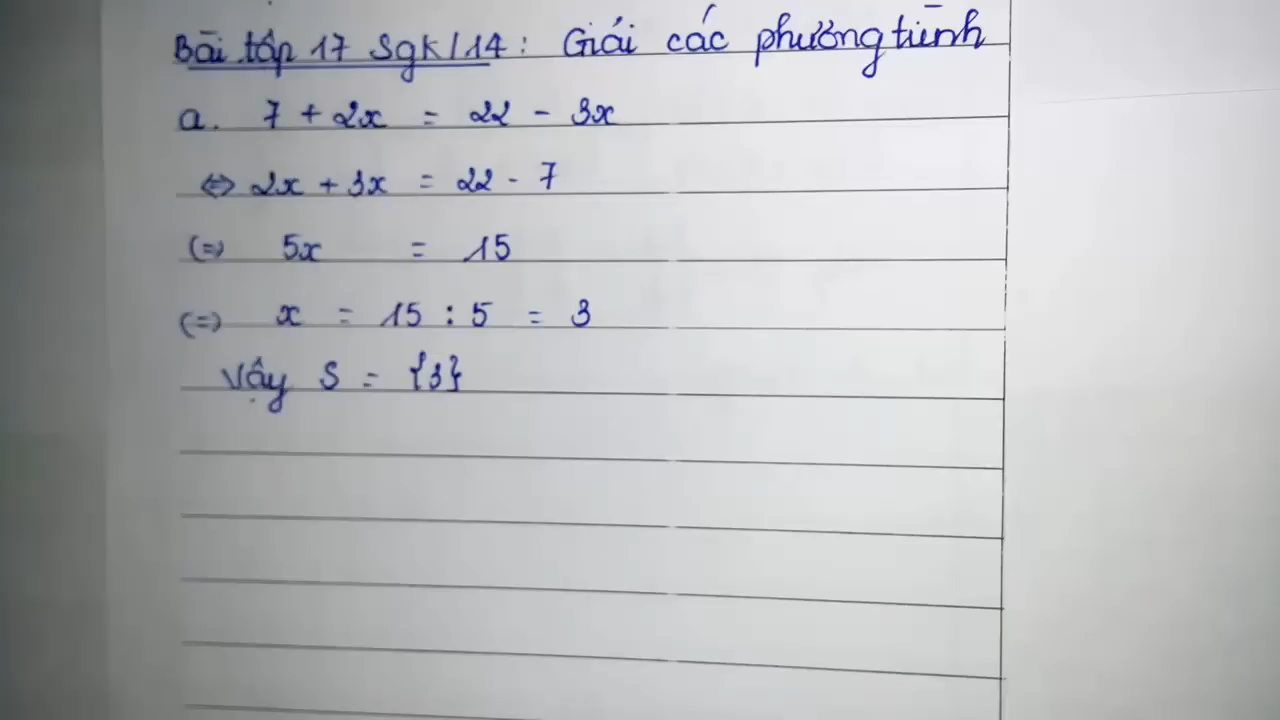 Bài tập 17 Sgk/14: Giải các phương trình
a. 7 + 2x = 22 - 3x
⇔ 2x + 3x = 22 - 7
(=) 5x = 15
(=) x = 15 : 5 = 3
Vậy S = {3}